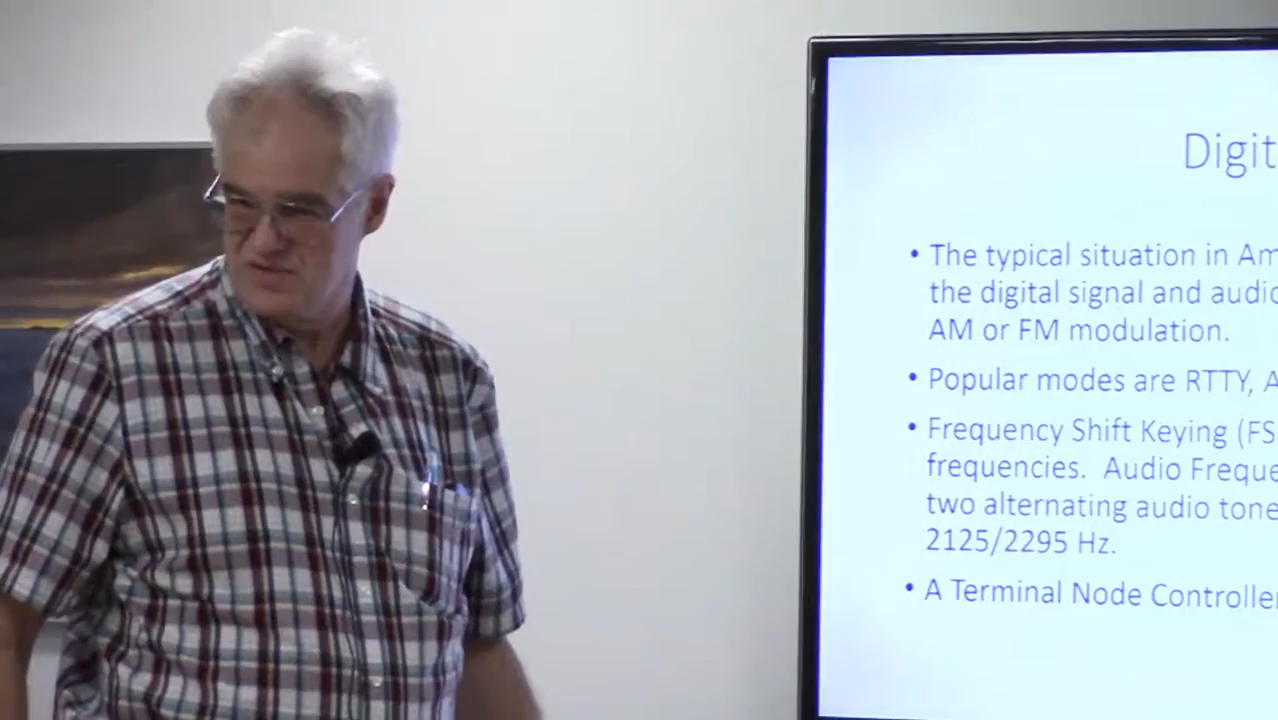 Digit
• The typical situation in Am
the digital signal and audio
AM or FM modulation.
• Popular modes are RTTY, A
• Frequency Shift Keying (FS
frequencies. Audio Freque
two alternating audio tone
2125/2295 Hz.
• A Terminal Node Controller